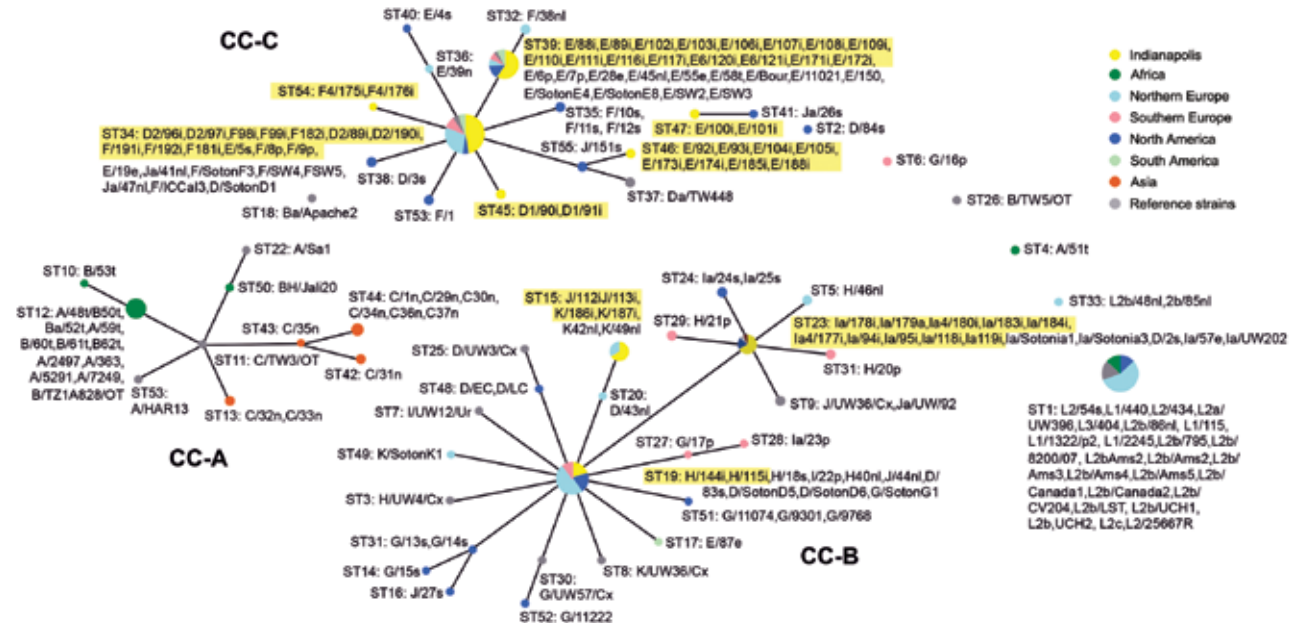 CC-C
ST40: E/4s
ST32: F/38nl
ST36:
E/39n
ST39: E/88i,E/89i,E/102i,E/103i,E/106i,E/107i,E/108i,E/109i,
E/110i,E/111i,E/116i,E/117i,E6/120i,E6/121i,E/171i,E/172i,
E/6p,E/7p,E/28e,E/45nl,E/55e,E/58t,E/Bour,E/11021,E/150,
E/SotonE4,E/SotonE8,E/SW2,E/SW3
Indianapolis
Africa
Northern Europe
Southern Europe
North America
South America
Asia
Reference strains
ST54: F4/175i,F4/176i
ST35: F/10s,
F/11s, F/12s
ST41: Ja/26s
ST47: E/100i,E/101i
ST2: D/84s
ST34: D2/96i,D2/97i,F98i,F99i,F182i,D2/89i,D2/190i,
F/191i,F/192i,F181i,E/5s,F/8p,F/9p,
E/19e,Ja/41nl,F/SotonF3,F/SW4,FSW5,
Ja/47nl,F/ICCal3,D/SotonD1
ST55: J/151s
ST46: E/92i,E/93i,E/104i,E/105i,
E/173i,E/174i,E/185i,E/188i
ST6: G/16p
ST38: D/3s
ST37: Da/TW448
ST18: Ba/Apache2
ST53: F/1
ST45: D1/90i,D1/91i
ST26: B/TW5/OT
ST22: A/Sa1
ST4: A/51t
ST10: B/53t
ST50: BH/Jali20
ST24: Ia/24s,Ia/25s
ST5: H/46nl
ST33: L2b/48nl,2b/85nl
ST12: A/48t/B50t,
Ba/52t,A/59t,
B/60t,B/61t,B62t,
A/2497,A/363,
A/5291,A/7249,
B/TZ1A828/OT
ST44: C/1n,C/29n,C30n,
C/34n,C36n,C37n
ST43: C/35n
ST11: C/TW3/OT
ST42: C/31n
ST53:
A/HAR13
ST13: C/32n,C/33n
CC-A
ST15: J/112iJ/113i,
K/186i,K/187i,
K42nl,K/49nl
ST29: H/21p
ST23: Ia/178i,Ia/179a,Ia4/180i,Ia/183i,Ia/184i,
Ia4/177i,Ia/94i,Ia/95i,Ia/118i,Ia119i,Ia/Sotonia1,Ia/Sotonia3,D/2s,Ia/57e,Ia/UW202
ST31: H/20p
ST25: D/UW3/Cx
ST48: D/EC,D/LC
ST20:
D/43nl
ST9: J/UW36/Cx,Ja/UW/92
ST7: I/UW12/Ur
ST27: G/17p
ST28: Ia/23p
ST49: K/SotonK1
ST19: H/144i,H/115i,H/18s,I/22p,H40nl,J/44nl,D/
83s,D/SotonD5,D/SotonD6,G/SotonG1
ST3: H/UW4/Cx
ST51: G/11074,G/9301,G/9768
ST31: G/13s,G/14s
ST17: E/87e
CC-B
ST14: G/15s
ST16: J/27s
ST30:
G/UW57/Cx
ST8: K/UW36/Cx
ST52: G/11222
ST1: L2/54s,L1/440,L2/434,L2a/
UW396,L3/404,L2b/86nl, L1/115,
L1/1322/p2, L1/2245,L2b/795,L2b/
8200/07, L2bAms2,L2b/Ams2,L2b/
Ams3,L2b/Ams4,L2b/Ams5,L2b/
Canada1,L2b/Canada2,L2b/
CV204,L2b/LST, L2b/UCH1,
L2b,UCH2, L2c,L2/25667R